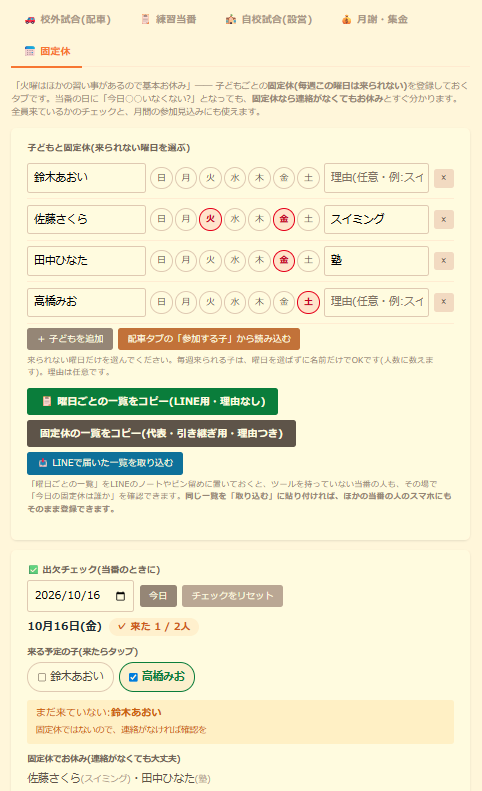 校外試合(配車)
練習当番
自校試合(設営)
月謝・集金
固定休
「火曜はほかの習い事があるので基本お休み」—— 子どもごとの固定休(毎週この曜日は来られない)を登録しておく
タブです。当番の日に「今日○○いなくない?」となっても、固定休なら連絡がなくてもお休みとすぐ分かります。
全員来ているかのチェックと、月間の参加見込みにも使えます。
子どもと固定休(来られない曜日を選ぶ)
鈴木あおい 日 月 火 水 木 金 土 理由(任意・例:スイ x
佐藤さくら 日 月 火 水 木 金 土 スイミング x
田中ひなた 日 月 火 水 木 金 土 塾 x
高橋みお 日 月 火 水 木 金 土 理由(任意・例:スイ x
+ 子どもを追加 配車タブの「参加する子」から読み込む
来られない曜日だけを選んでください。毎週来られる子は、曜日を選ばずに名前だけでOKです(人数に数えま
す)。理由は任意です。
曜日ごとの一覧をコピー(LINE用・理由なし)
固定休の一覧をコピー(代表・引き継ぎ用・理由つき)
LINEで届いた一覧を取り込む
「曜日ごとの一覧」をLINEのノートやピン留めに置いておくと、ツールを持っていない当番の人も、その場で
「今日の固定休は誰か」を確認できます。同じ一覧を「取り込む」に貼り付ければ、ほかの当番の人のスマホにも
そのまま登録できます。
出欠チェック(当番のときに)
2026/10/16 今日 チェックをリセット
10月16日(金) ✓ 来た 1 / 2人
来る予定の子(来たらタップ)
鈴木あおい 高橋みお
まだ来ていない:鈴木あおい
固定休ではないので、連絡がなければ確認を
固定休でお休み(連絡がなくても大丈夫)
佐藤さくら(スイミング)・田中ひなた(塾)